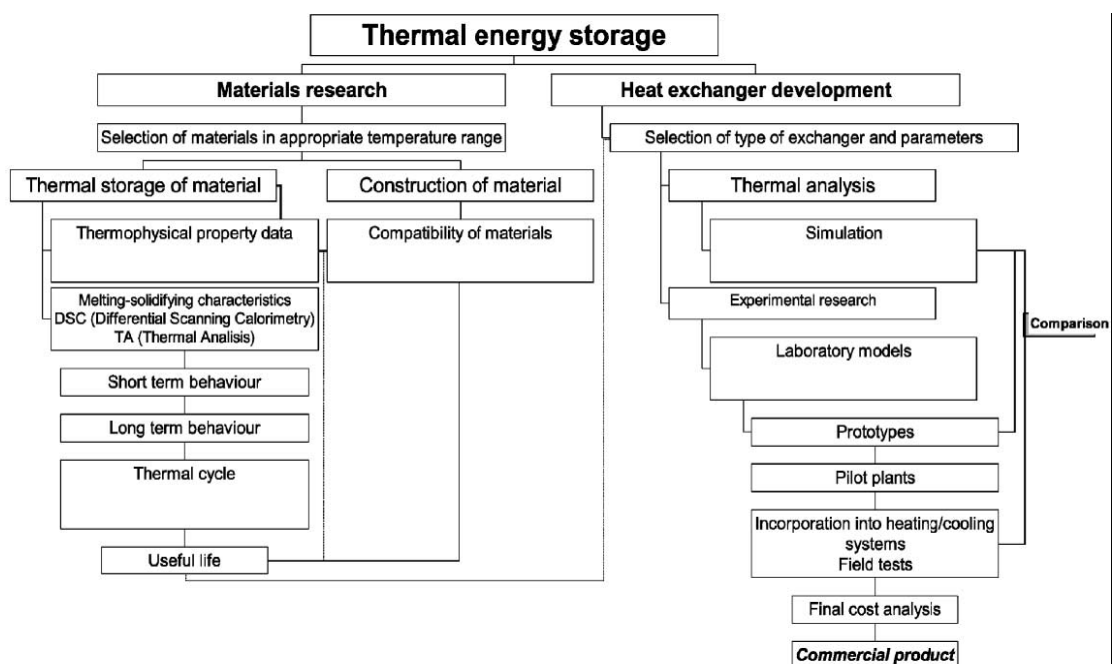 Thermal energy storage
Materials research
Heat exchanger development
Selection of materials in appropriate temperature range
Selection of type of exchanger and parameters
Thermal storage of material
Construction of material
Thermal analysis
Thermophysical property data
Compatibility of materials
Simulation
Melting-solidifying characteristics
DSC (Differential Scanning Calorimetry)
TA (Thermal Analisis)
Experimental research
Comparison
Laboratory models
Short term behaviour
Long term behaviour
Prototypes
Thermal cycle
Pilot plants
Incorporation into heating/cooling
systems
Field tests
Useful life
Final cost analysis
Commercial product